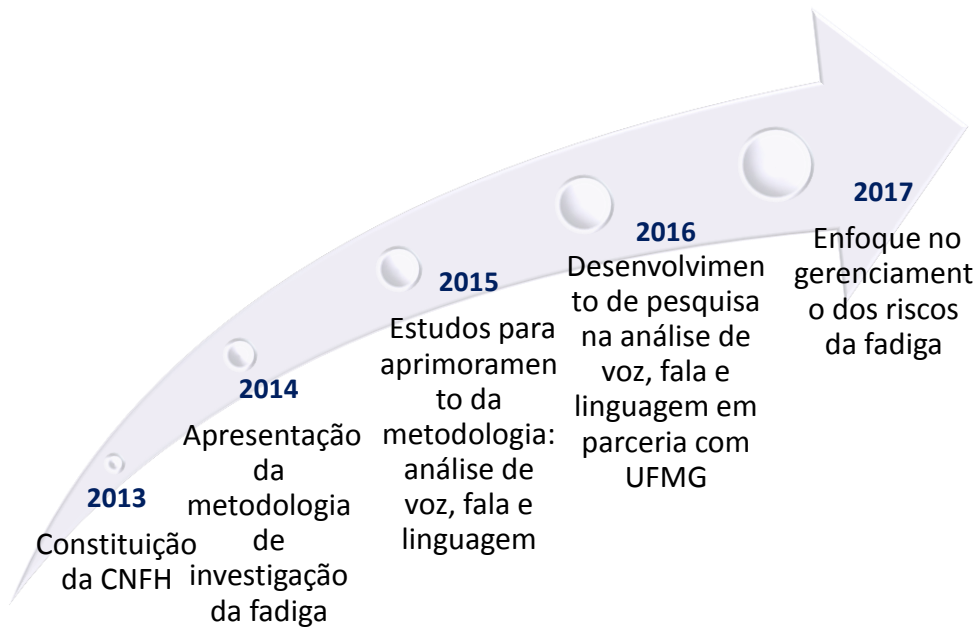 2013
Constituição
da CNFH
2014
Apresentação
da
metodologia
de
investigação
da fadiga
2015
Estudos para
aprimoramen
to da
metodologia:
análise de
voz, fala e
linguagem
2016
Desenvolvimen
to de pesquisa
na análise de
voz, fala e
linguagem em
parceria com
UFMG
2017
Enfoque no
gerenciament
o dos riscos
da fadiga